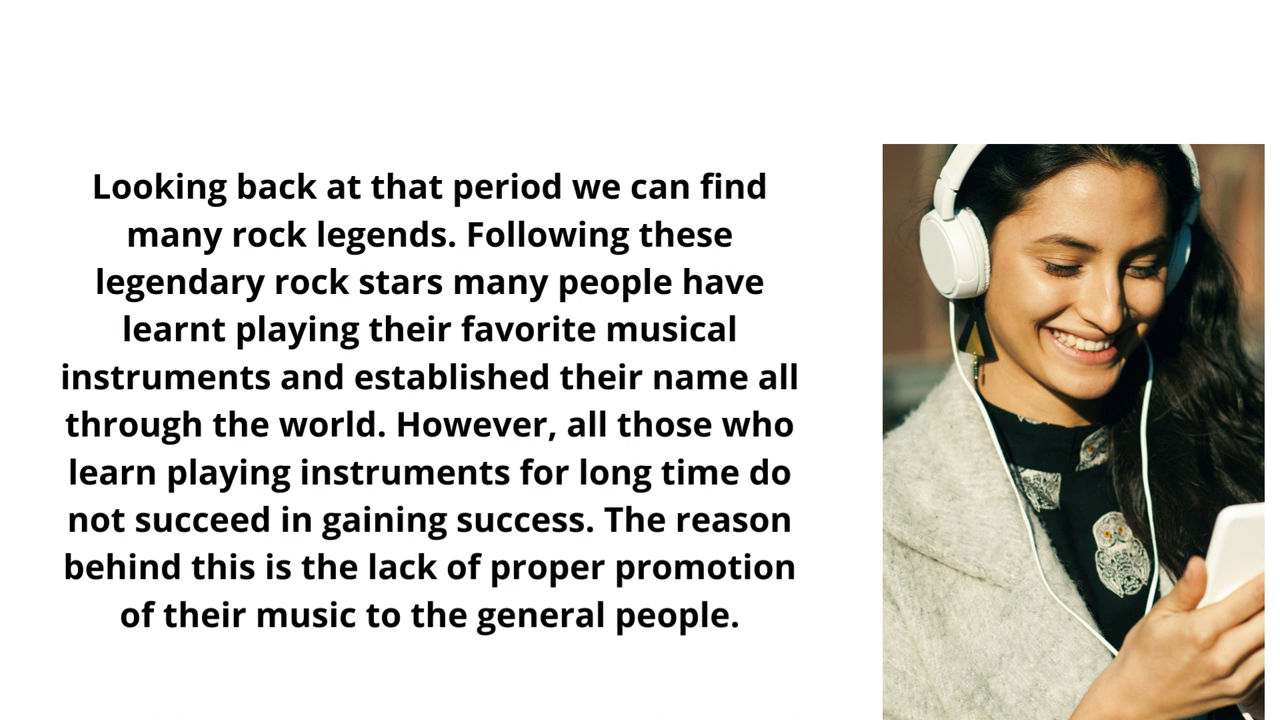 Looking back at that period we can find
many rock legends. Following these
legendary rock stars many people have
learnt playing their favorite musical
instruments and established their name all
through the world. However, all those who
learn playing instruments for long time do
not succeed in gaining success. The reason
behind this is the lack of proper promotion
of their music to the general people.